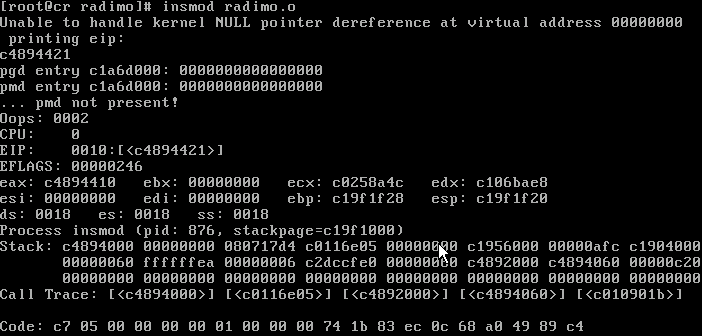 [root@cr radimo]# insmod radimo.o
Unable to handle kernel NULL pointer dereference at virtual address 00000000
 printing eip:
c4894421
pgd entry c1a6d000: 0000000000000000
pmd entry c1a6d000: 0000000000000000
... pmd not present!
Oops: 0002
CPU:    0
EIP:    0010:[<c4894421>]
EFLAGS: 00000246
eax: c4894410   ebx: 00000000   ecx: c0258a4c   edx: c106bae8
esi: 00000000   edi: 00000000   ebp: c19f1f28   esp: c19f1f20
ds: 0018   es: 0018   ss: 0018
Process insmod (pid: 876, stackpage=c19f1000)
Stack: c4894000 00000000 080717d4 c0116e05 00000000 c1956000 00000afc c1904000
       00000060 ffffffea 00000006 c2dccfe0 00000060 c4892000 c4894060 00000c20
       00000000 00000000 00000000 00000000 00000000 00000000 00000000 00000000
Call Trace: [<c4894000>] [<c0116e05>] [<c4892000>] [<c4894060>] [<c010901b>]
Code: c7 05 00 00 00 00 01 00 00 00 74 1b 83 ec 0c 68 a0 49 89 c4